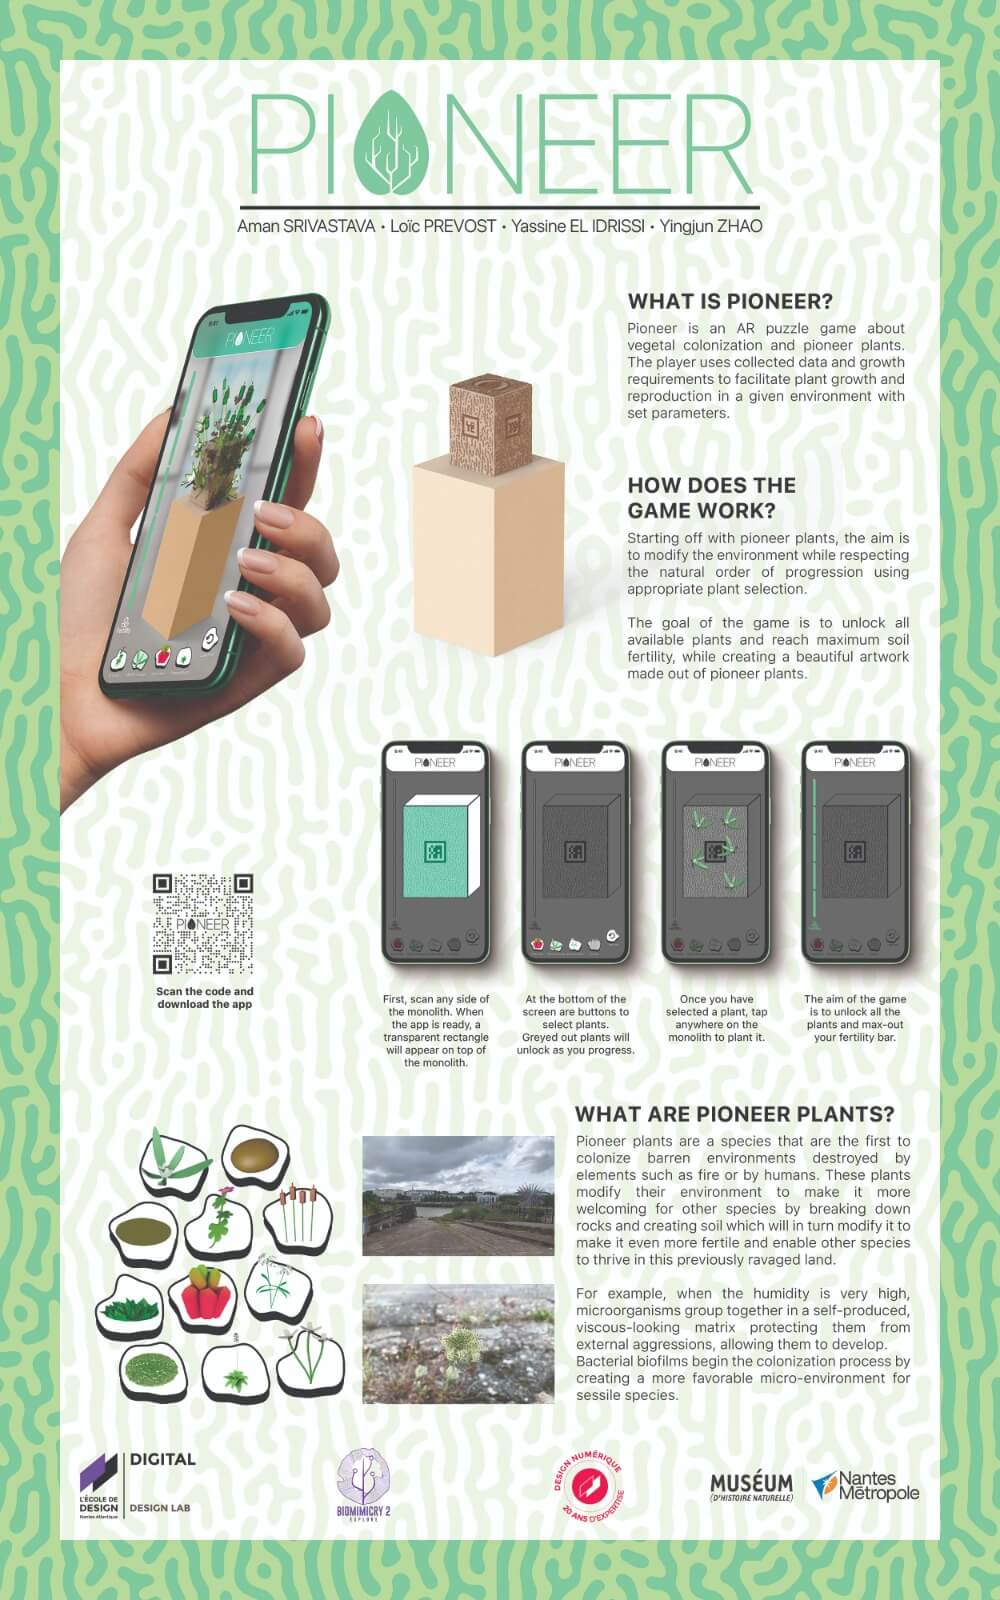 PIONEER
Aman SRIVASTAVA • Loïc PREVOST • Yassine EL IDRISSI • Yingjun ZHAO
9:41
PIONEER
WHAT IS PIONEER?
Pioneer is an AR puzzle game about
vegetal colonization and pioneer plants.
The player uses collected data and growth
requirements to facilitate plant growth and
reproduction in a given environment with
set parameters.
HOW DOES THE
GAME WORK?
Starting off with pioneer plants, the aim is
to modify the environment while respecting
the natural order of progression using
appropriate plant selection.
The goal of the game is to unlock all
available plants and reach maximum soil
fertility, while creating a beautiful artwork
made out of pioneer plants.
9:41
PIONEER
9:41
PIONEER
9:41
PIONEER
9:41
PIONEER
PIONEER
Scan the code and
download the app
First, scan any side of
the monolith. When
the app is ready, a
transparent rectangle
will appear on top of
the monolith.
At the bottom of the
screen are buttons to
select plants.
Greyed out plants will
unlock as you progress.
Once you have
selected a plant, tap
anywhere on the
monolith to plant it.
The aim of the game
is to unlock all the
plants and max-out
your fertility bar.
WHAT ARE PIONEER PLANTS?
Pioneer plants are a species that are the first to
colonize barren environments destroyed by
elements such as fire or by humans. These plants
modify their environment to make it more
welcoming for other species by breaking down
rocks and creating soil which will in turn modify it to
make it even more fertile and enable other species
to thrive in this previously ravaged land.
For example, when the humidity is very high,
microorganisms group together in a self-produced,
viscous-looking matrix protecting them from
external aggressions, allowing them to develop.
Bacterial biofilms begin the colonization process by
creating a more favorable micro-environment for
sessile species.
L'ÉCOLE DE
DESIGN
Nantes Atlantique
DIGITAL
DESIGN LAB
BIOMIMICRY 2
EXPLORE
DESIGN NUMÉRIQUE
20 ANS D'EXPERTISE
MUSÉUM
(D'HISTOIRE NATURELLE)
Nantes
Métropole